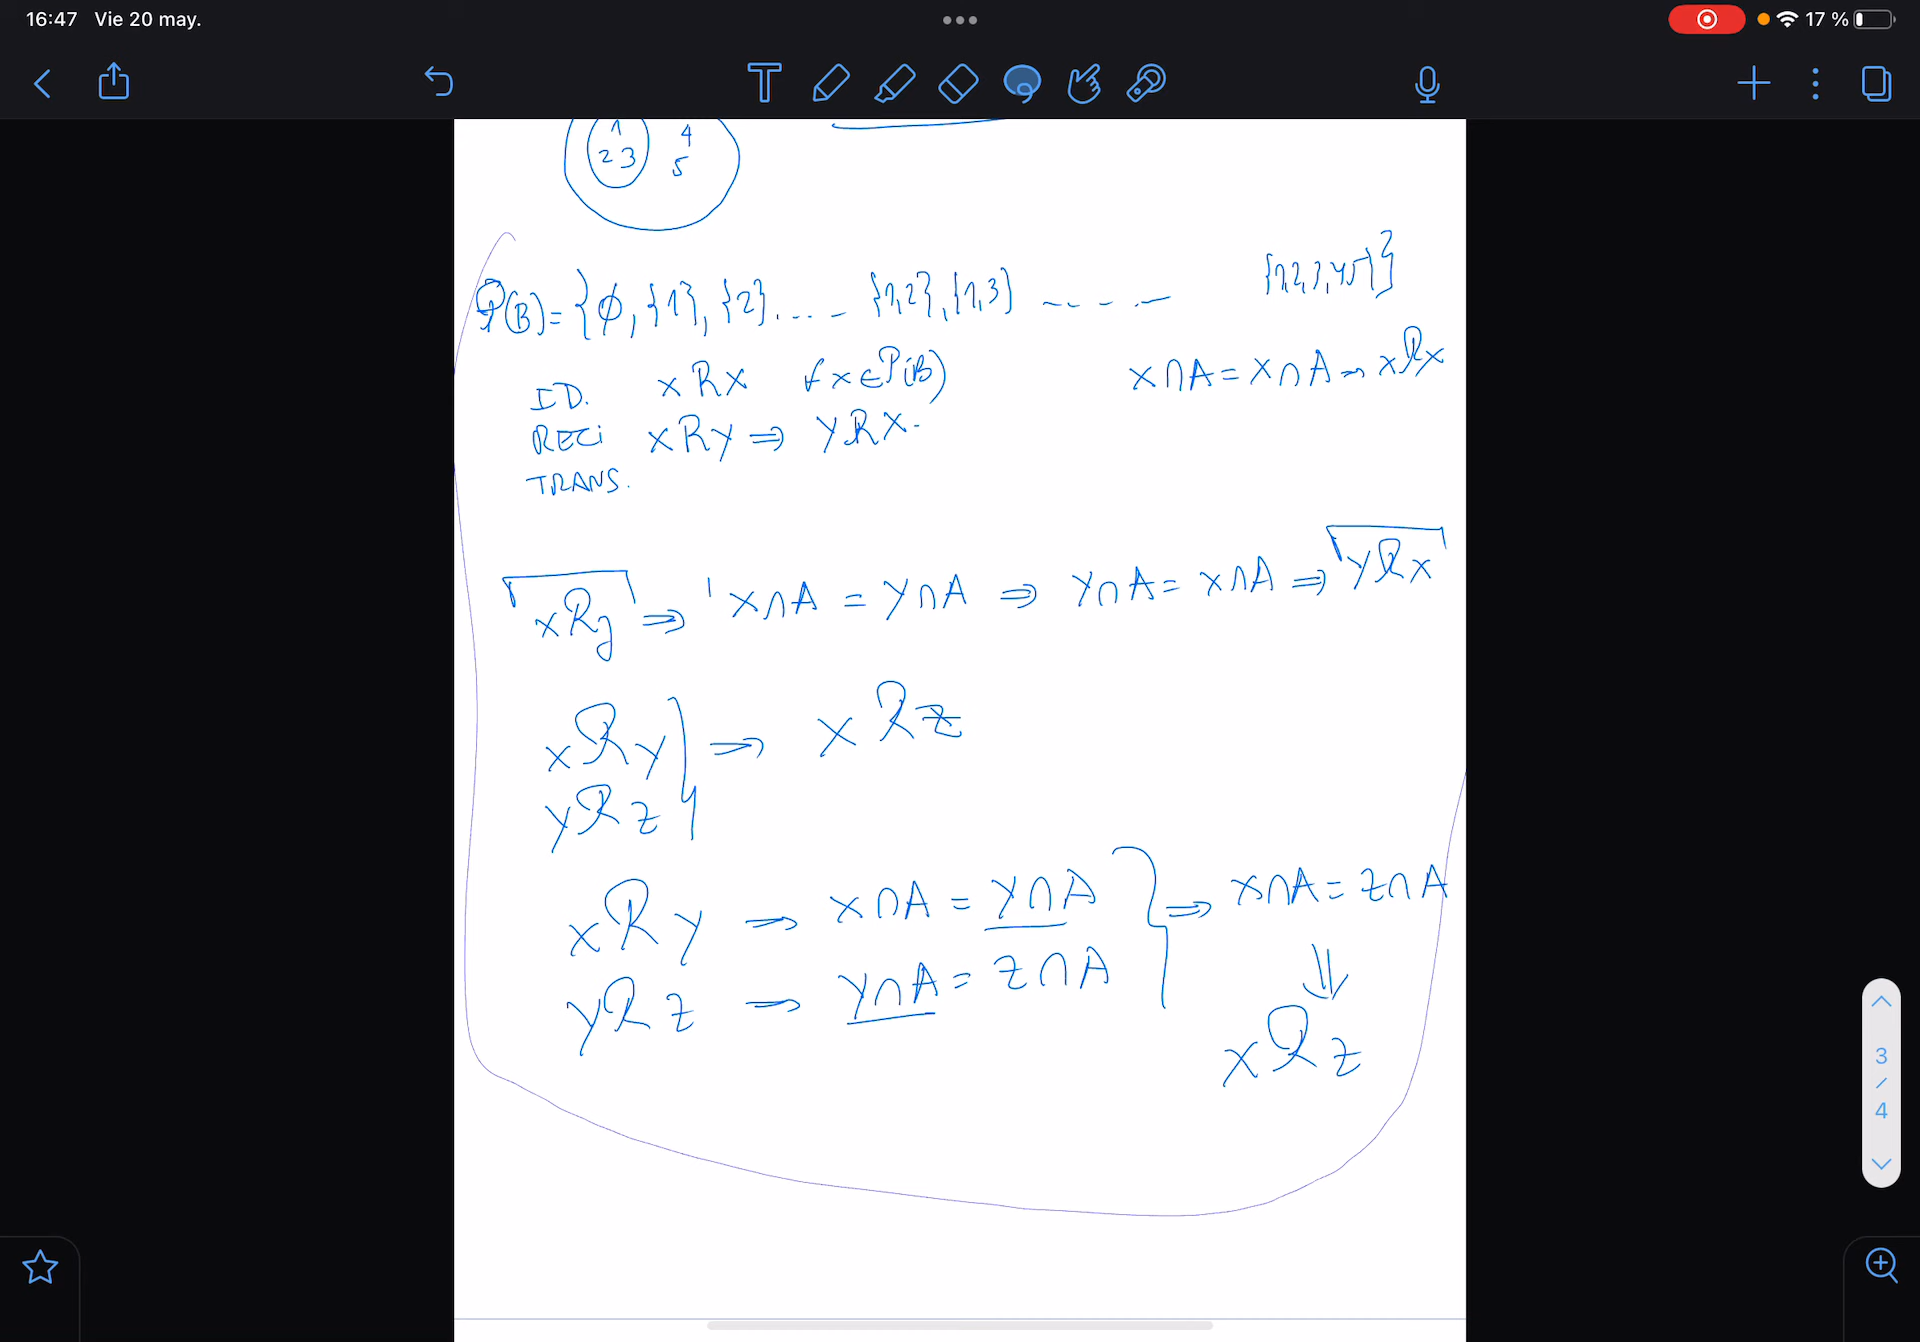 16:47 Vie 20 may. 17 %
1 4
2 3 5
P(B)={∅, {1}, {2}.... {1,2}, {1,3} ----- {1,2,3,4,5}}
ID. xRx ∀x∈P(B) x∩A = x∩A → xRx
RECi xRy ⇒ yRx.
TRANS.
xRy ⇒ x∩A = y∩A ⇒ y∩A = x∩A ⇒ yRx
xRy } ⇒ xRz
yRz
xRy → x∩A = y∩A } ⇒ x∩A = z∩A
yRz → y∩A = z∩A ⇓
xRz
3
/
4